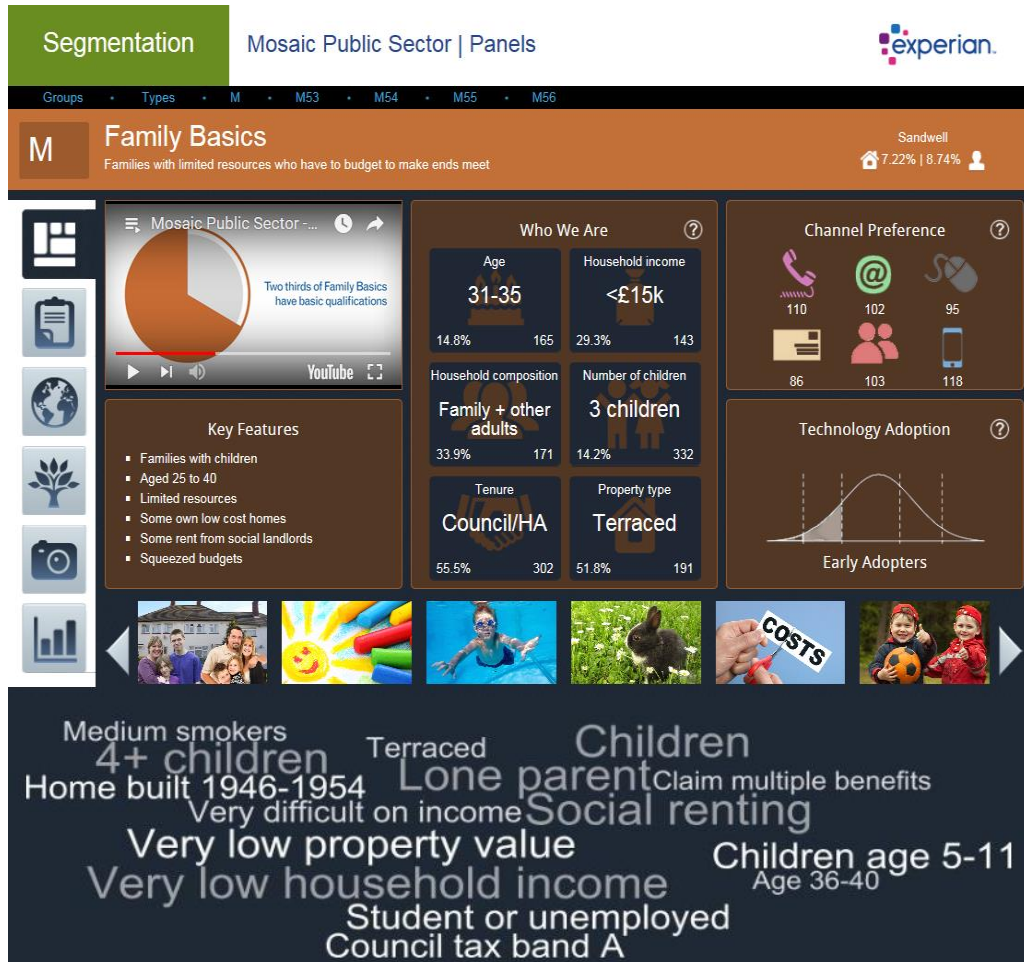 Segmentation
Mosaic Public Sector | Panels
experian.
Groups • Types • M • M53 • M54 • M55 • M56
M
Family Basics
Families with limited resources who have to budget to make ends meet
Sandwell
7.22% | 8.74%
Mosaic Public Sector -...
Two thirds of Family Basics
have basic qualifications
YouTube
Key Features
Families with children
Aged 25 to 40
Limited resources
Some own low cost homes
Some rent from social landlords
Squeezed budgets
Who We Are
?
Age
31-35
14.8% 165
Household income
<£15k
29.3% 143
Household composition
Family + other
adults
33.9% 171
Number of children
3 children
14.2% 332
Tenure
Council/HA
55.5% 302
Property type
Terraced
51.8% 191
Channel Preference
?
@
110 102 95
86 103 118
Technology Adoption
?
Early Adopters
COSTS
Medium smokers
4+ children
Terraced
Children
Home built 1946-1954
Lone parent
Claim multiple benefits
Very difficult on income
Social renting
Very low property value
Children age 5-11
Very low household income
Age 36-40
Student or unemployed
Council tax band A